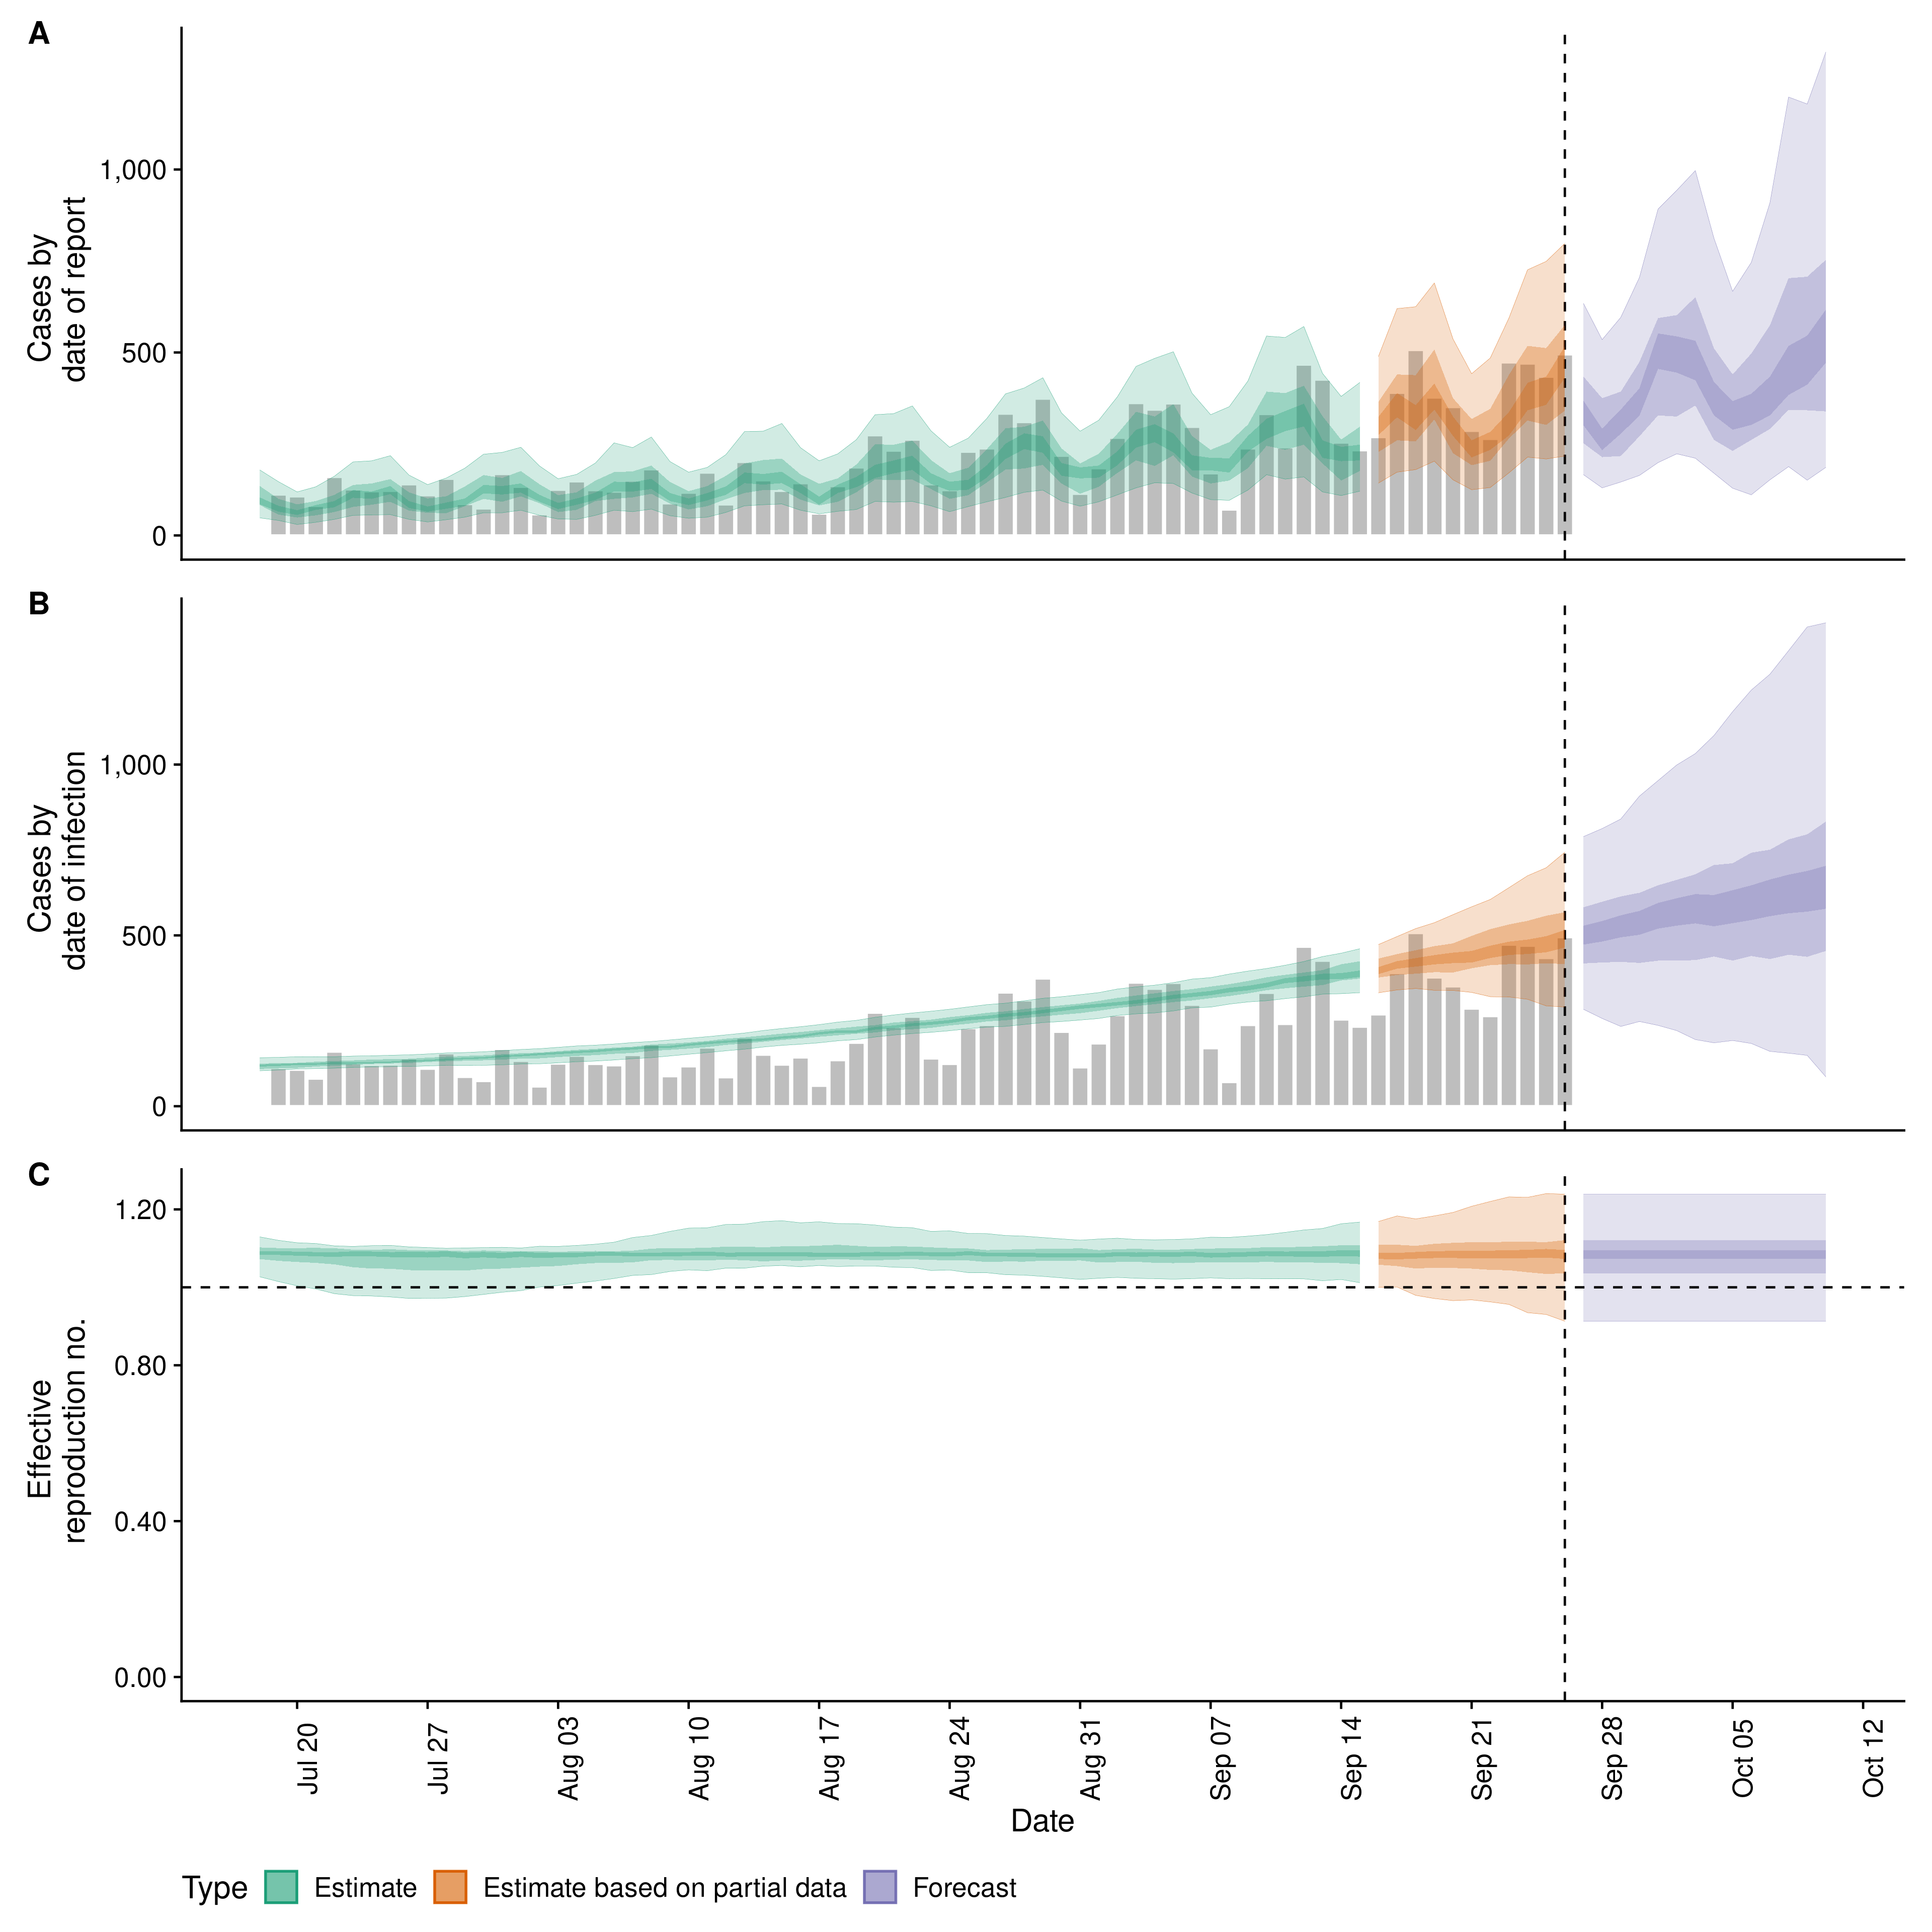 A
Cases by
date of report
1,000
500
0
B
Cases by
date of infection
1,000
500
0
C
Effective
reproduction no.
1.20
0.80
0.40
0.00
Jul 20
Jul 27
Aug 03
Aug 10
Aug 17
Aug 24
Aug 31
Sep 07
Sep 14
Sep 21
Sep 28
Oct 05
Oct 12
Date
Type Estimate Estimate based on partial data Forecast